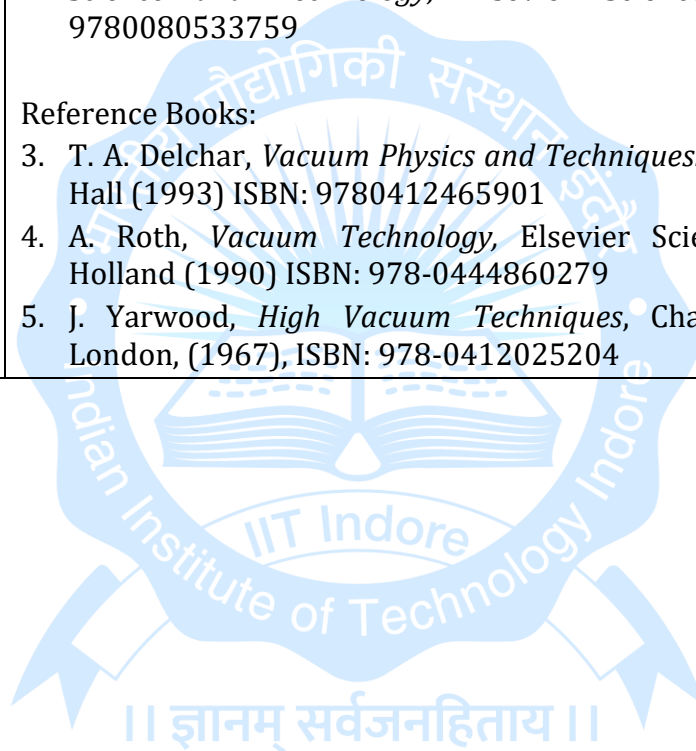 9780080533759
Reference Books:
3. T. A. Delchar, Vacuum Physics and Techniques
Hall (1993) ISBN: 9780412465901
4. A. Roth, Vacuum Technology, Elsevier Scie
Holland (1990) ISBN: 978-0444860279
5. J. Yarwood, High Vacuum Techniques, Cha
London, (1967), ISBN: 978-0412025204
भारतीय प्रौद्योगिकी संस्थान इंदौर
IIT Indore
Indian Institute of Technology Indore
।। ज्ञानम् सर्वजनहिताय ।।